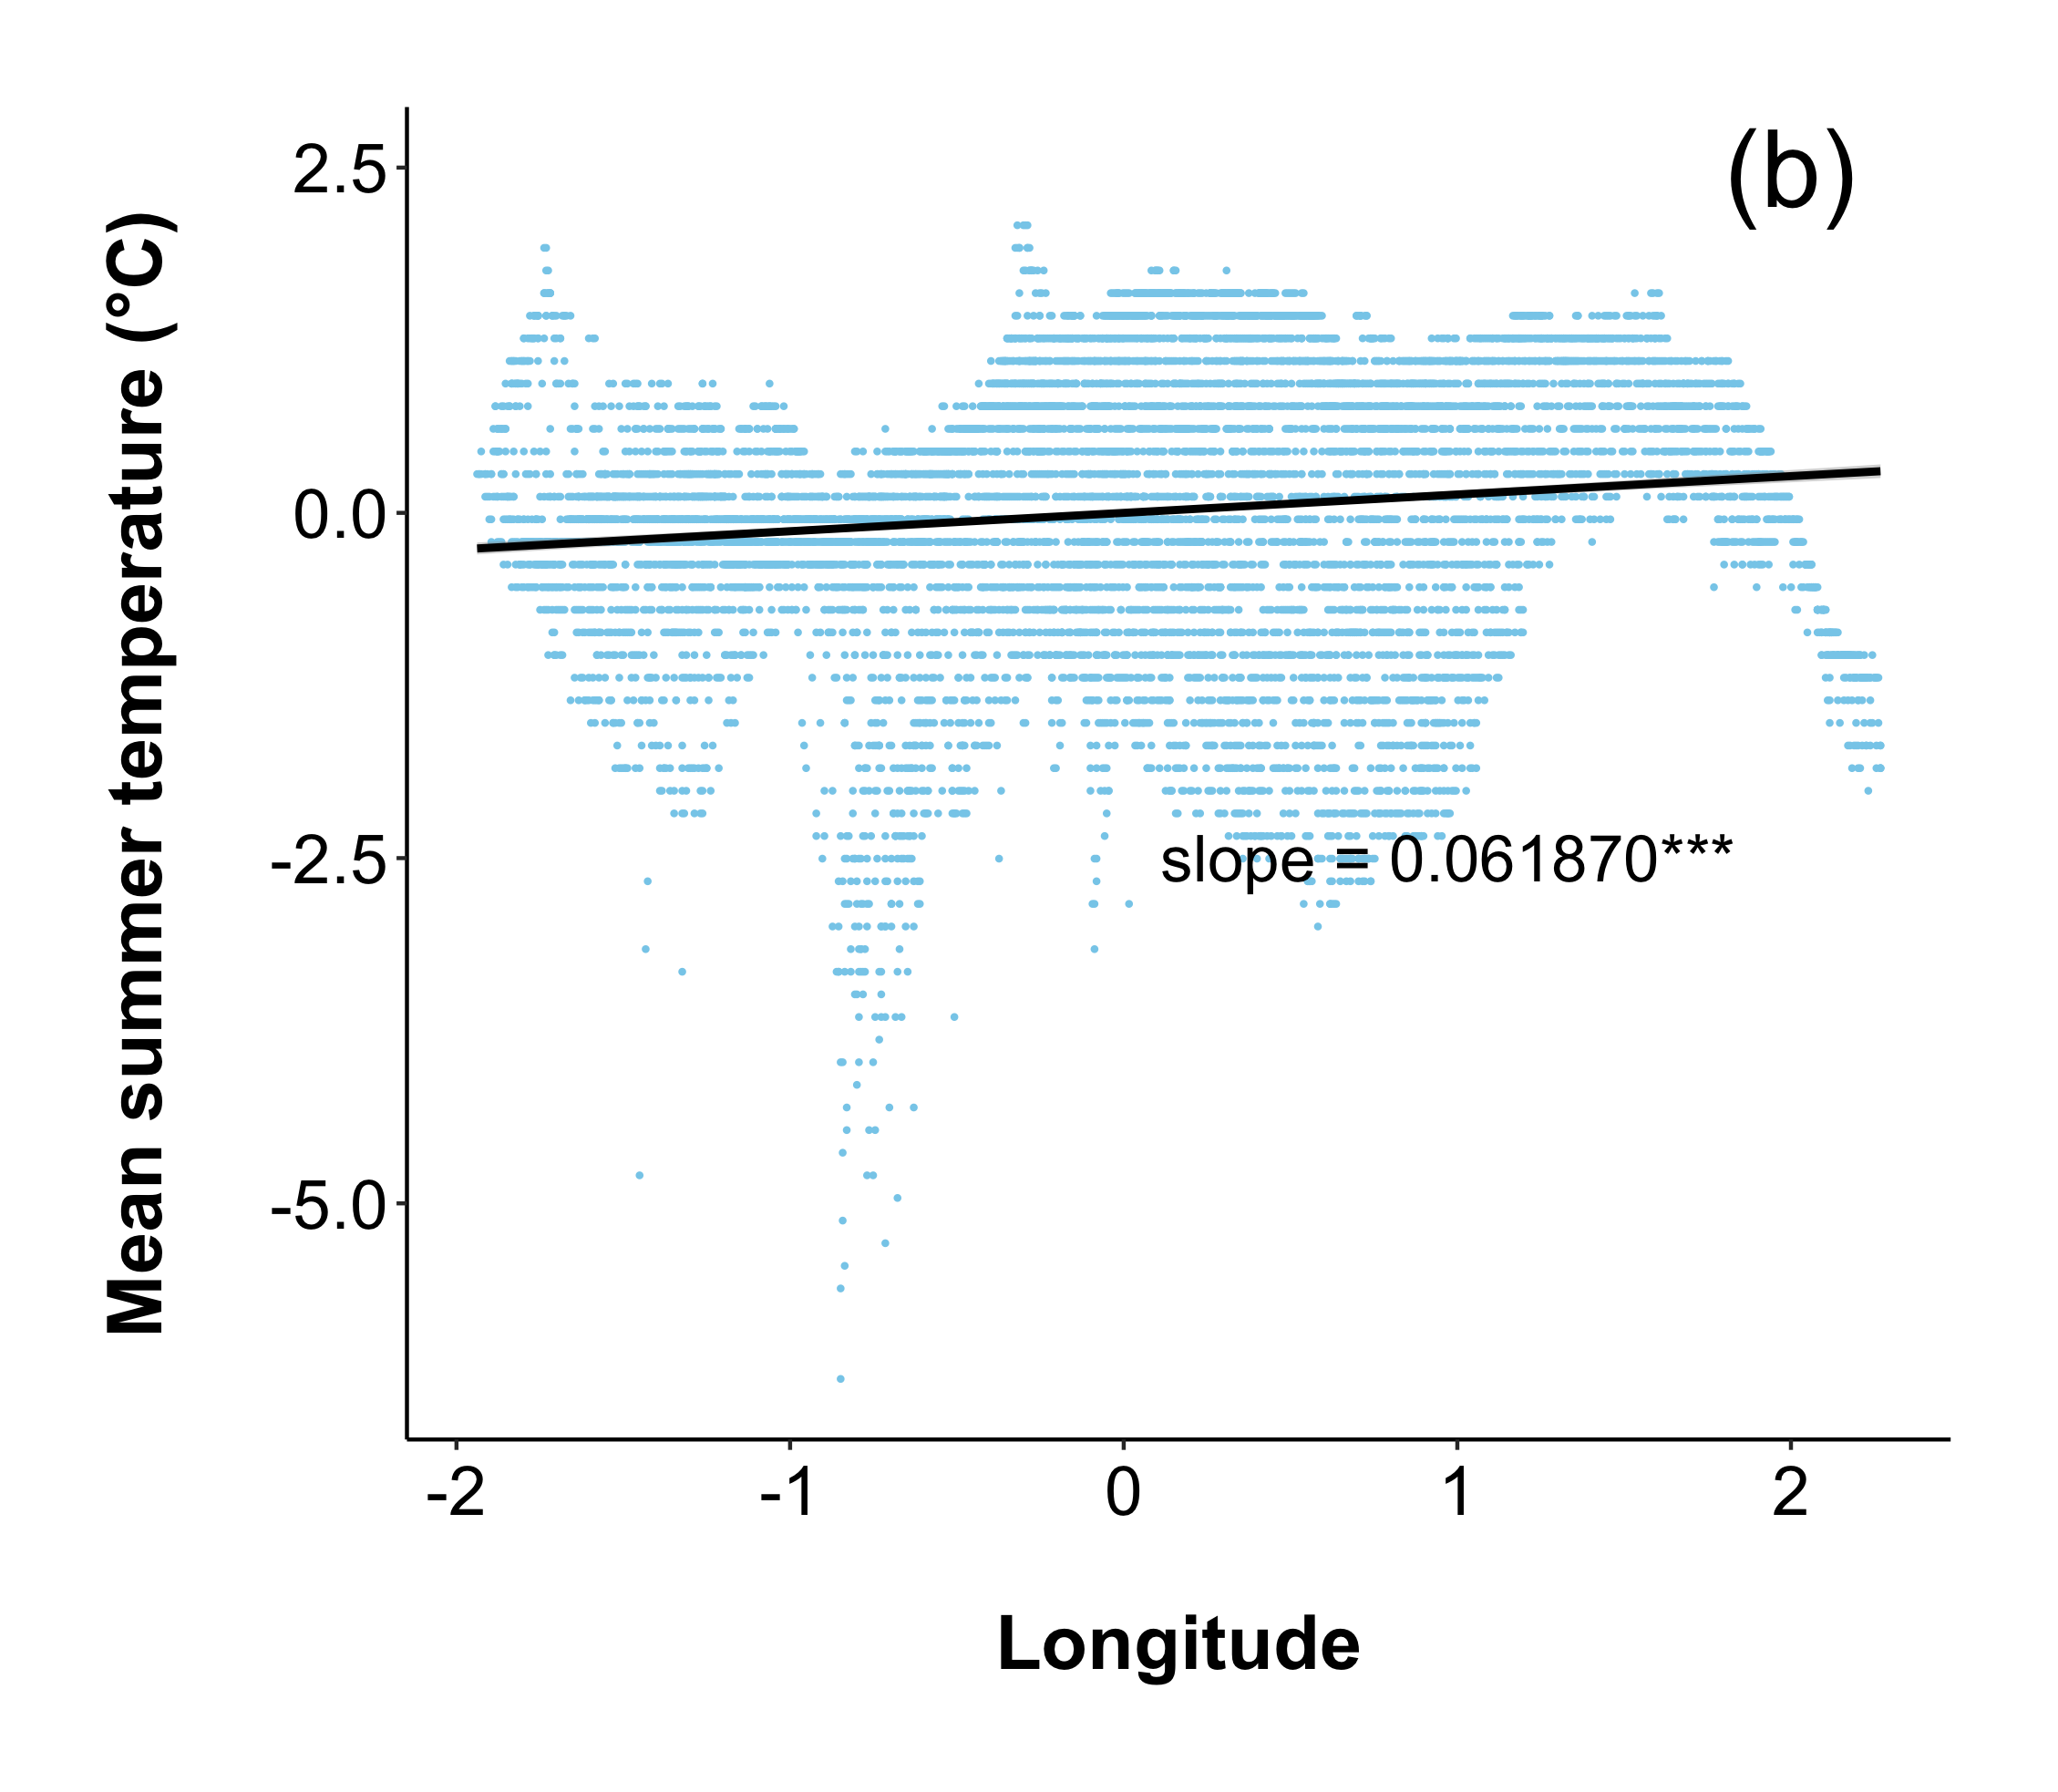 (b)
Mean summer temperature (°C)
2.5
0.0
-2.5
-5.0
slope = 0.061870***
-2 -1 0 1 2
Longitude